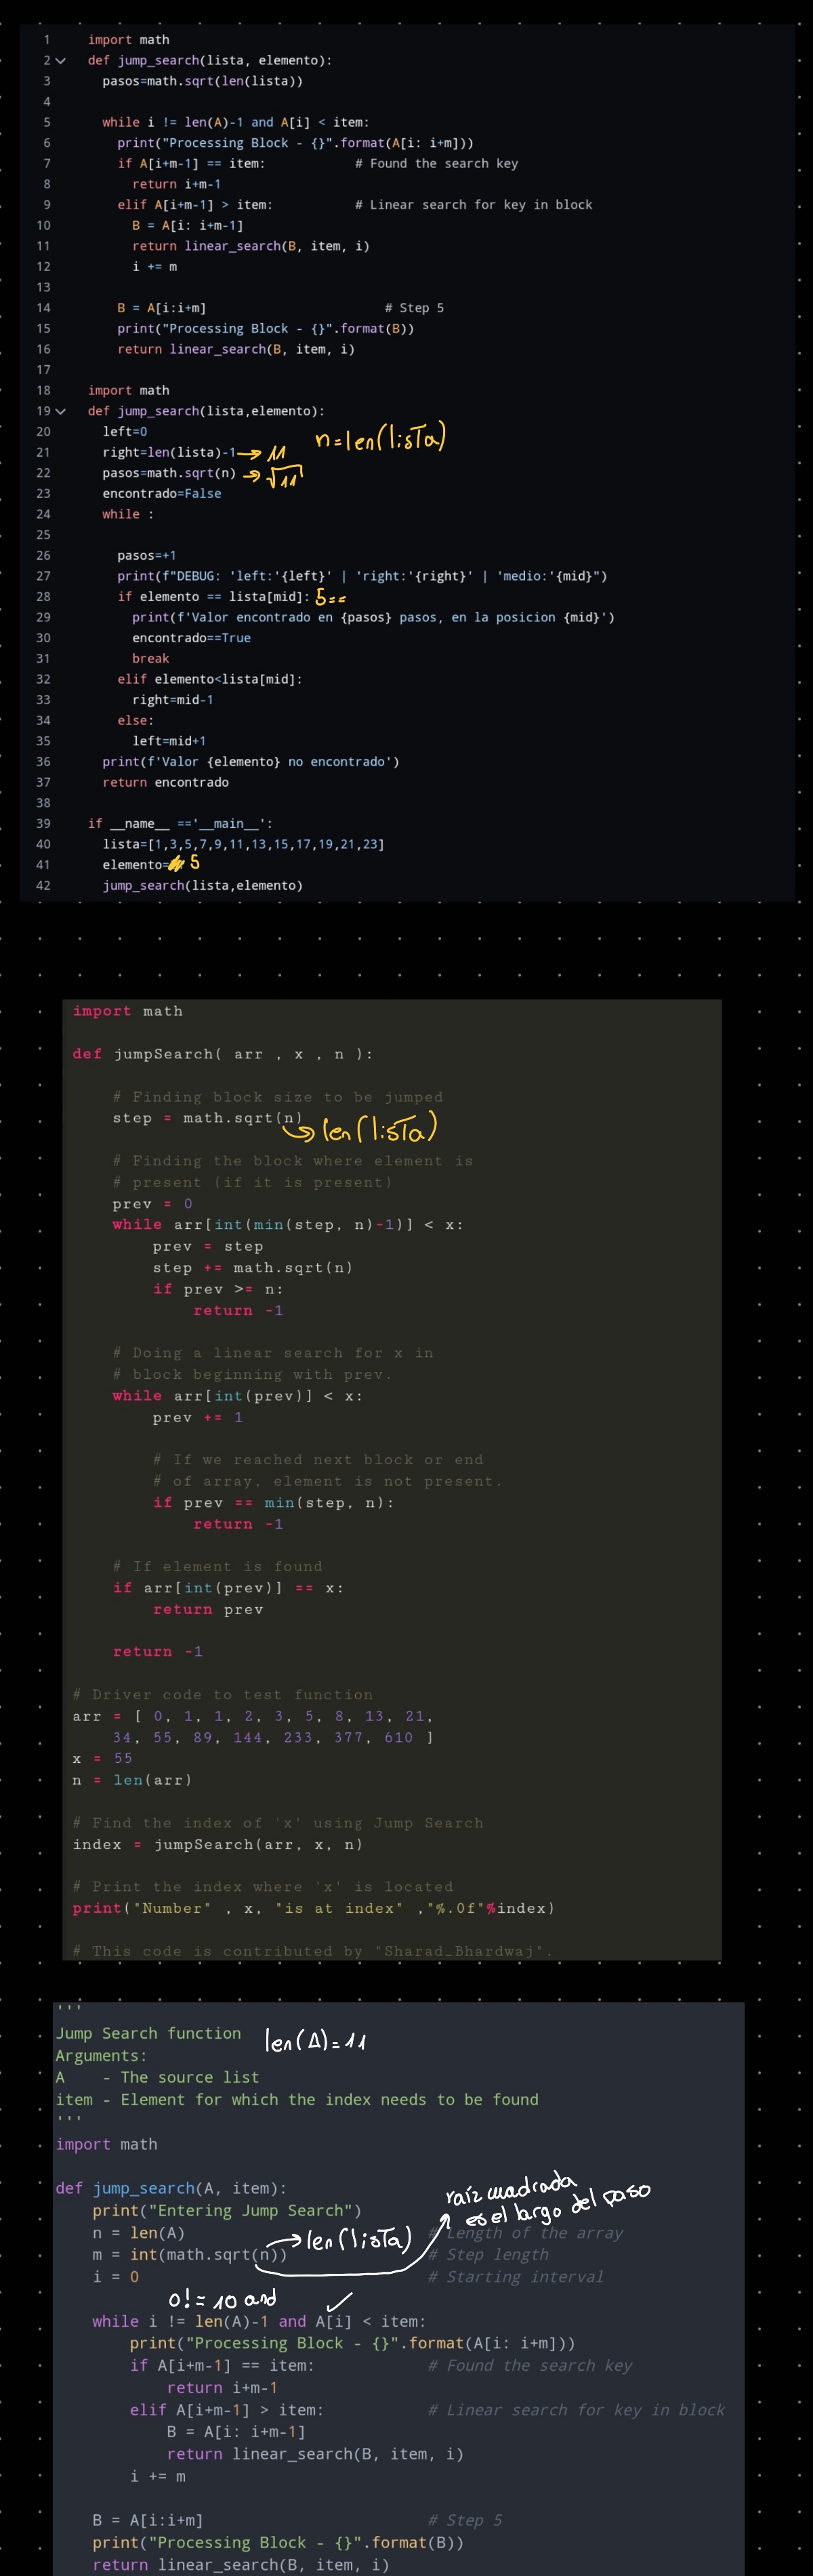 1 import math
2 def jump_search(lista, elemento):
3 pasos=math.sqrt(len(lista))
4
5 while i != len(A)-1 and A[i] < item:
6 print("Processing Block - {}".format(A[i: i+m]))
7 if A[i+m-1] == item: # Found the search key
8 return i+m-1
9 elif A[i+m-1] > item: # Linear search for key in block
10 B = A[i: i+m-1]
11 return linear_search(B, item, i)
12 i += m
13
14 B = A[i:i+m] # Step 5
15 print("Processing Block - {}".format(B))
16 return linear_search(B, item, i)
17
18 import math
19 def jump_search(lista,elemento):
20 left=0
n=len(lista)
21 right=len(lista)-1 → 11
22 pasos=math.sqrt(n) → √11
23 encontrado=False
24 while :
25
26 pasos=+1
27 print(f"DEBUG: 'left:'{left}' | 'right:'{right}' | 'medio:'{mid}")
28 if elemento == lista[mid]: 5==
29 print(f'Valor encontrado en {pasos} pasos, en la posicion {mid}')
30 encontrado==True
31 break
32 elif elemento<lista[mid]:
33 right=mid-1
34 else:
35 left=mid+1
36 print(f'Valor {elemento} no encontrado')
37 return encontrado
38
39 if __name__ =='__main__':
40 lista=[1,3,5,7,9,11,13,15,17,19,21,23]
41 elemento= 5
42 jump_search(lista,elemento)
import math
def jumpSearch( arr , x , n ):
# Finding block size to be jumped
step = math.sqrt(n)
→ len(lista)
# Finding the block where element is
# present (if it is present)
prev = 0
while arr[int(min(step, n)-1)] < x:
prev = step
step += math.sqrt(n)
if prev >= n:
return -1
# Doing a linear search for x in
# block beginning with prev.
while arr[int(prev)] < x:
prev += 1
# If we reached next block or end
# of array, element is not present.
if prev == min(step, n):
return -1
# If element is found
if arr[int(prev)] == x:
return prev
return -1
# Driver code to test function
arr = [ 0, 1, 1, 2, 3, 5, 8, 13, 21,
34, 55, 89, 144, 233, 377, 610 ]
x = 55
n = len(arr)
# Find the index of 'x' using Jump Search
index = jumpSearch(arr, x, n)
# Print the index where 'x' is located
print("Number" , x, "is at index" ,"%.0f"%index)
# This code is contributed by "Sharad_Bhardwaj".
'''
Jump Search function len(A)=11
Arguments:
A - The source list
item - Element for which the index needs to be found
'''
import math
def jump_search(A, item):
raíz cuadrada
es el largo del paso
print("Entering Jump Search")
n = len(A) # Length of the array
→ len(lista)
m = int(math.sqrt(n)) # Step length
i = 0 # Starting interval
0!=10 and ✓
while i != len(A)-1 and A[i] < item:
print("Processing Block - {}".format(A[i: i+m]))
if A[i+m-1] == item: # Found the search key
return i+m-1
elif A[i+m-1] > item: # Linear search for key in block
B = A[i: i+m-1]
return linear_search(B, item, i)
i += m
B = A[i:i+m] # Step 5
print("Processing Block - {}".format(B))
return linear_search(B, item, i)